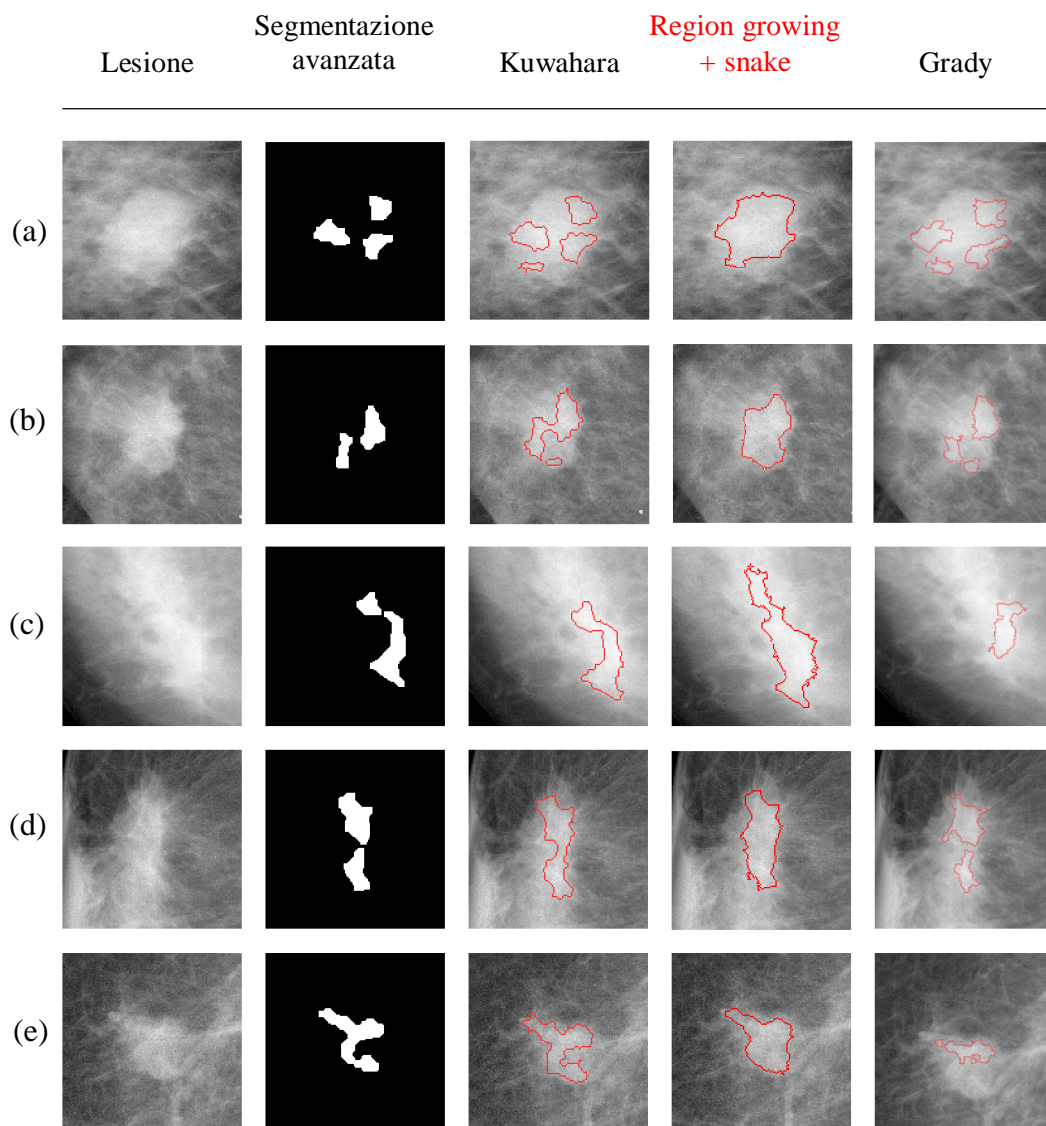 Lesione
Segmentazione
avanzata
Kuwahara
Region growing
+ snake
Grady
(a)
(b)
(c)
(d)
(e)